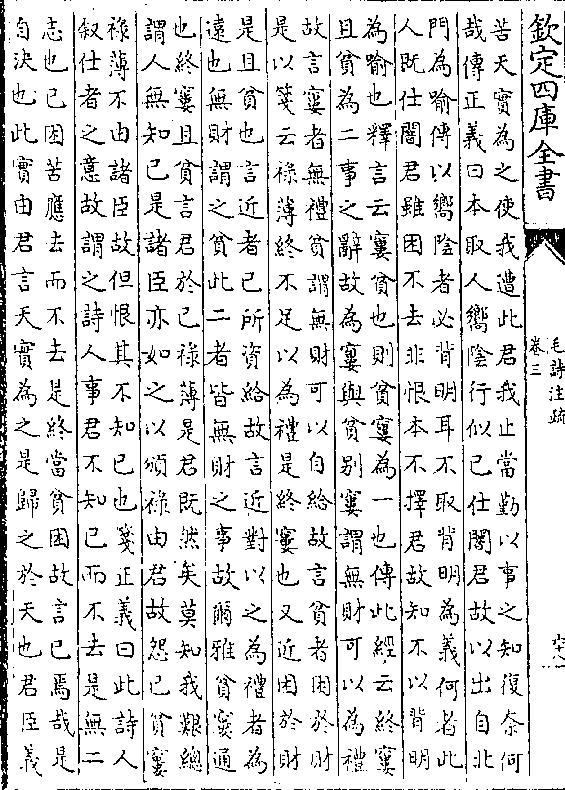 欽定四庫全書
毛詩注疏
卷三
苦天實為之使我遭此君我止當勤以事之知復奈何
哉傳正義曰本取人嚮陰行似已仕闇君故以出自北
門為喻傳以嚮陰者必背明耳不取背明為義何者此
人既仕闇君雖困不去非恨本不擇君故知不以背明
為喻也釋言云窶貧也則貧窶為一也傳此經云終窶
且貧為二事之辭故為窶與貧别窶謂無財可以為禮
故言窶者無禮貧謂無財可以自給故言貧者困於財
是以箋云祿薄終不足以為禮是終窶也又近困於財
是且貧也言近者已所資給故言近對以之為禮者為
遠也無財謂之貧此二者皆無財之事故爾雅貧窶通
也終窶且貧言君於已祿薄是君既然矣莫知我艱總
謂人無知已是諸臣亦如之以頒祿由君故怨已貧窶
祿薄不由諸臣故但恨其不知已也箋正義曰此詩人
叙仕者之意故謂之詩人事君不知已而不去是無二
志也已困苦應去而不去是終當貧困故言已焉哉是
自決也此實由君言天實為之是歸之於天也君臣義